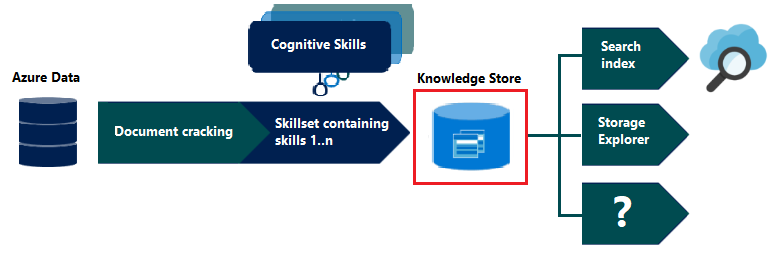 Cognitive Skills
Azure Data
Document cracking
Skillset containing
skills 1..n
Knowledge Store
Search
index
Storage
Explorer
?